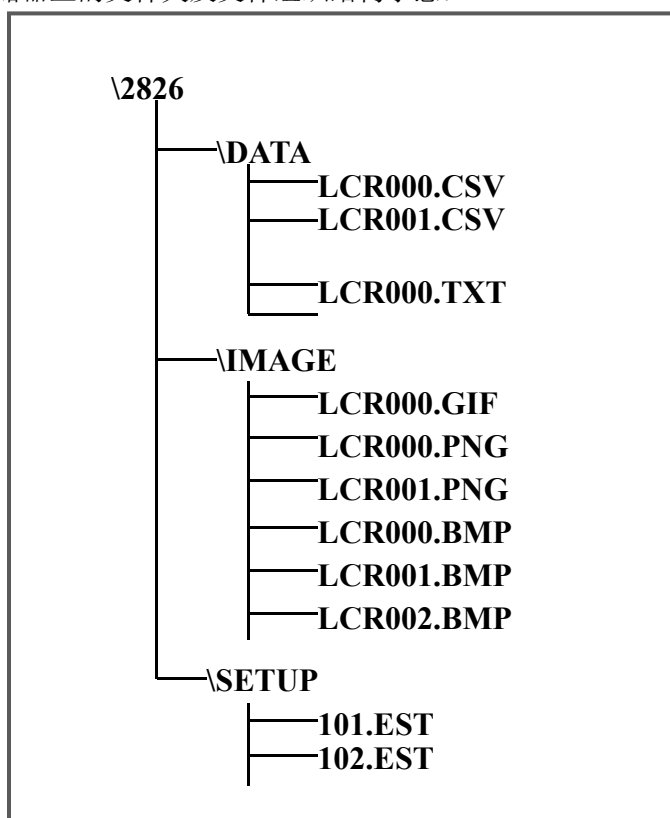 \2826
\DATA
LCR000.CSV
LCR001.CSV
LCR000.TXT
\IMAGE
LCR000.GIF
LCR000.PNG
LCR001.PNG
LCR000.BMP
LCR001.BMP
LCR002.BMP
\SETUP
101.EST
102.EST